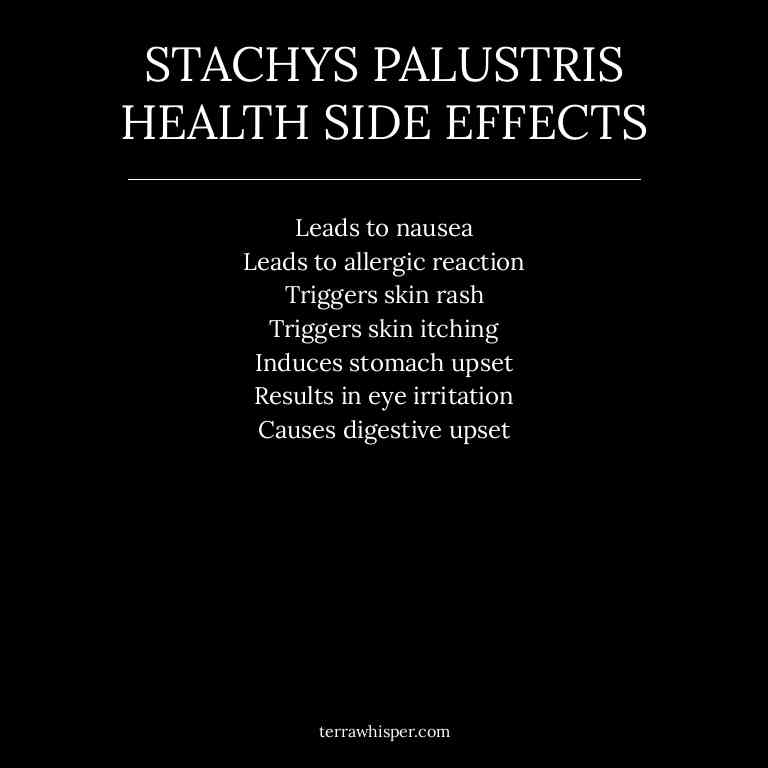 STACHYS PALUSTRIS
HEALTH SIDE EFFECTS
Leads to nausea
Leads to allergic reaction
Triggers skin rash
Triggers skin itching
Induces stomach upset
Results in eye irritation
Causes digestive upset
terrawhisper.com